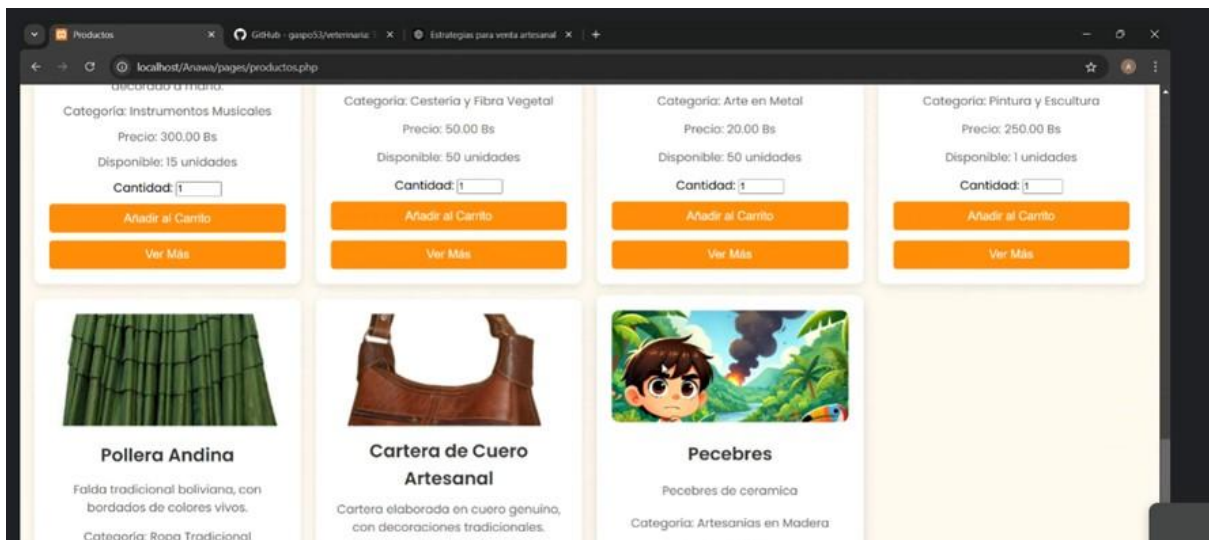 Productos
GitHub - gaspo53/veterinaria:
Estrategias para venta artesanal
localhost/Anawa/pages/productos.php
decorado a mano.
Categoría: Instrumentos Musicales
Precio: 300.00 Bs
Disponible: 15 unidades
Cantidad: 1
Añadir al Carrito
Ver Más
Categoría: Cestería y Fibra Vegetal
Precio: 50.00 Bs
Disponible: 50 unidades
Cantidad: 1
Añadir al Carrito
Ver Más
Categoría: Arte en Metal
Precio: 20.00 Bs
Disponible: 50 unidades
Cantidad: 1
Añadir al Carrito
Ver Más
Categoría: Pintura y Escultura
Precio: 250.00 Bs
Disponible: 1 unidades
Cantidad: 1
Añadir al Carrito
Ver Más
Pollera Andina
Falda tradicional boliviana, con
bordados de colores vivos.
Categoría: Ropa Tradicional
Cartera de Cuero
Artesanal
Cartera elaborada en cuero genuino,
con decoraciones tradicionales.
Pecebres
Pecebres de ceramica
Categoría: Artesanías en Madera